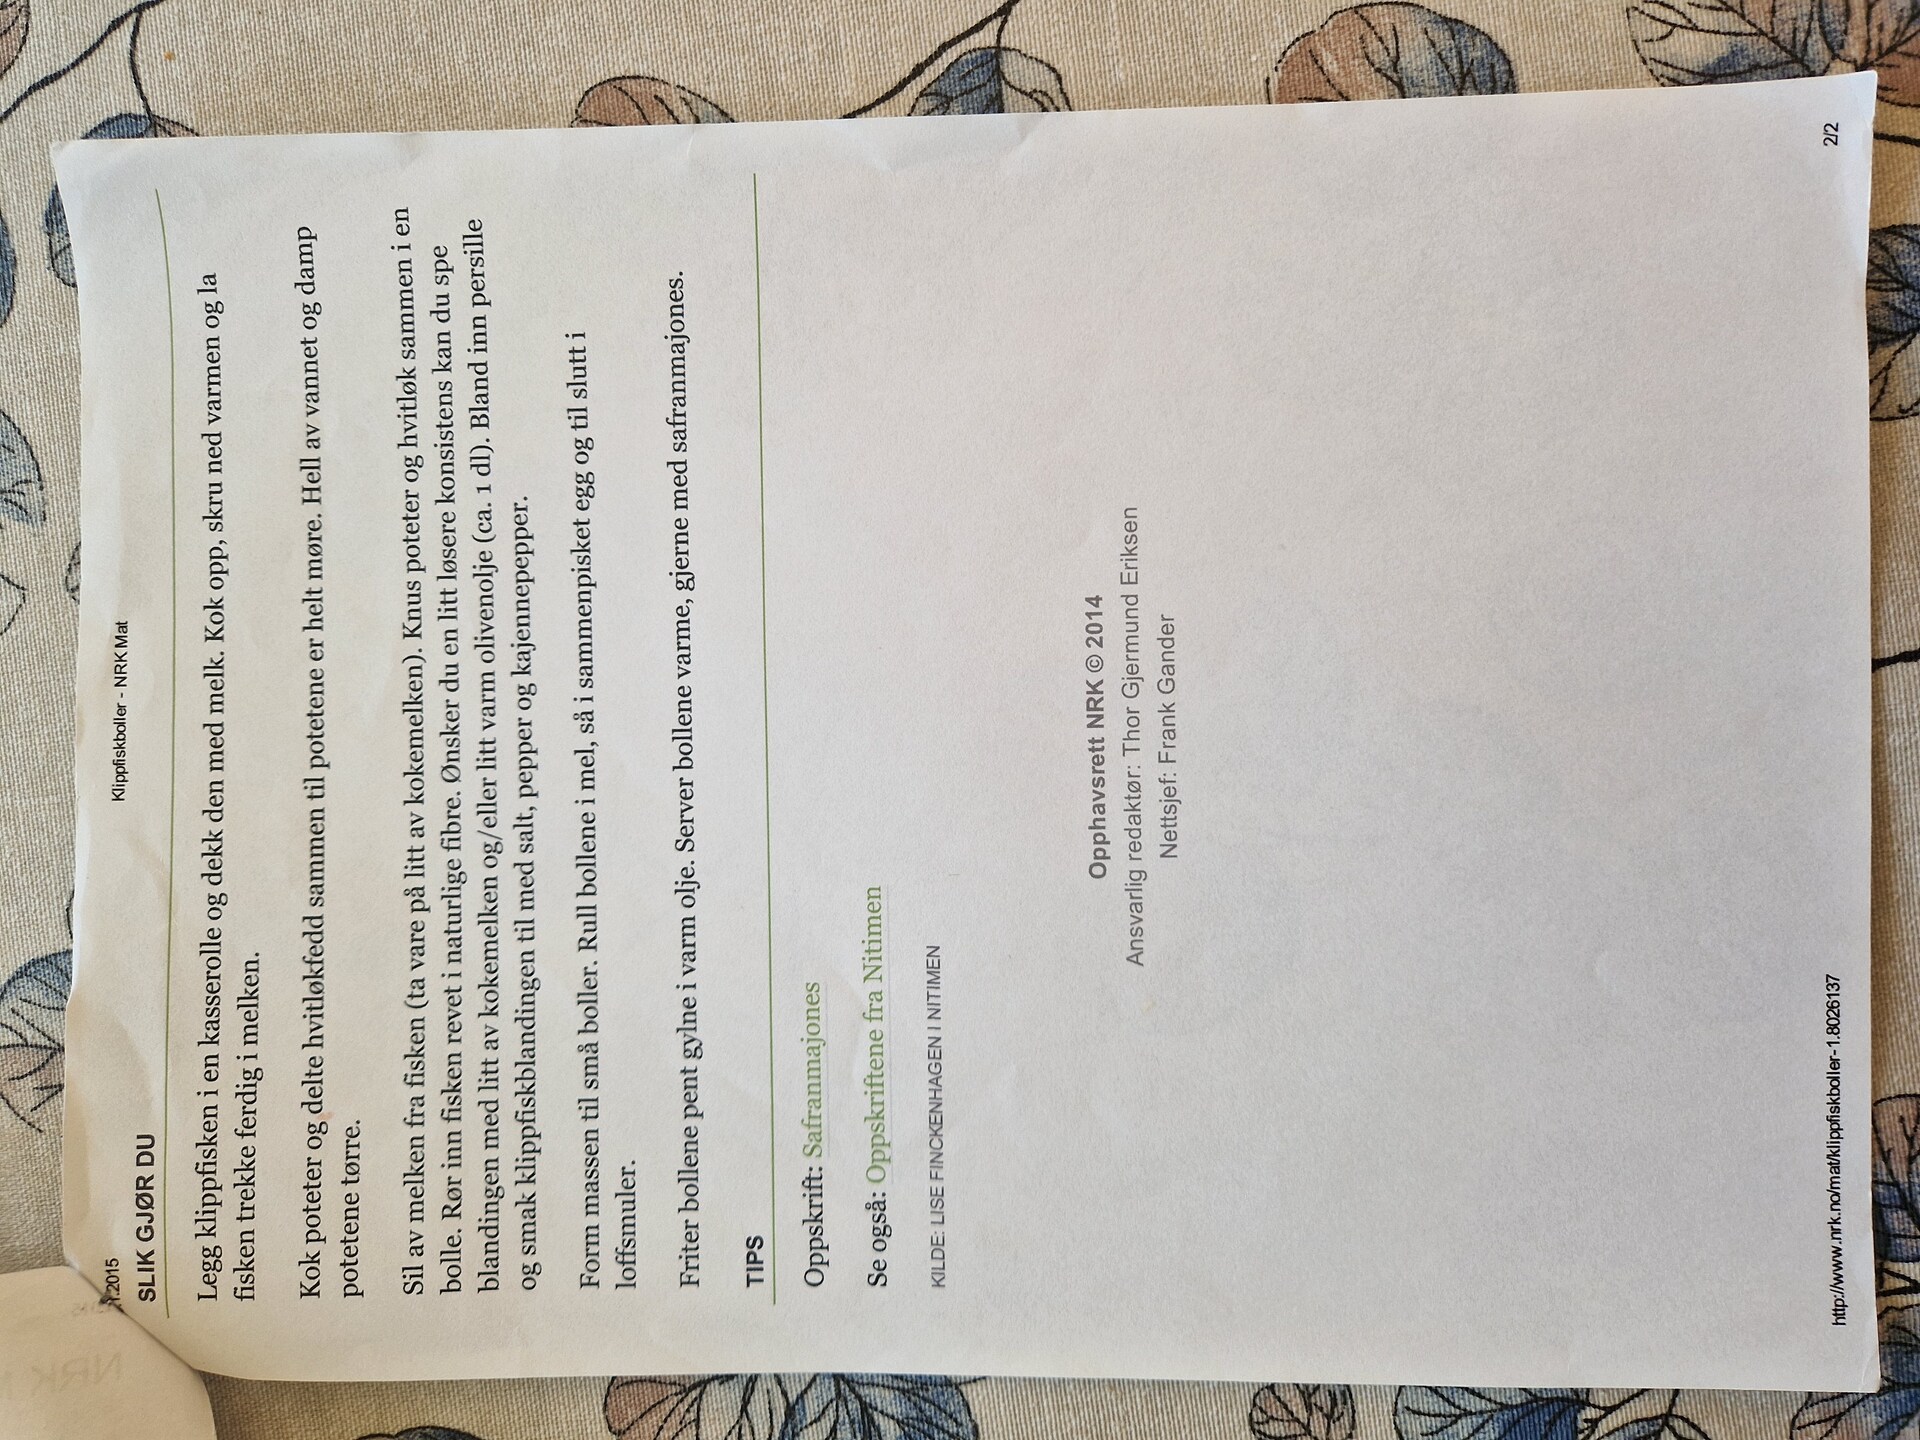 .2015
Klippfiskboller - NRK Mat
SLIK GJØR DU
Legg klippfisken i en kasserolle og dekk den med melk. Kok opp, skru ned varmen og la
fisken trekke ferdig i melken.
Kok poteter og delte hvitløkfedd sammen til potetene er helt møre. Hell av vannet og damp
potetene tørre.
Sil av melken fra fisken (ta vare på litt av kokemelken). Knus poteter og hvitløk sammen i en
bolle. Rør inn fisken revet i naturlige fibre. Ønsker du en litt løsere konsistens kan du spe
blandingen med litt av kokemelken og/eller litt varm olivenolje (ca. 1 dl). Bland inn persille
og smak klippfiskblandingen til med salt, pepper og kajennepepper.
Form massen til små boller. Rull bollene i mel, så i sammenpisket egg og til slutt i
loffsmuler.
Friter bollene pent gylne i varm olje. Server bollene varme, gjerne med safranmajones.
TIPS
Oppskrift: Safranmajones
Se også: Oppskriftene fra Nitimen
KILDE: LISE FINCKENHAGEN I NITIMEN
Opphavsrett NRK © 2014
Ansvarlig redaktør: Thor Gjermund Eriksen
Nettsjef: Frank Gander
http://www.nrk.no/mat/klippfiskboller-1.8026137
2/2